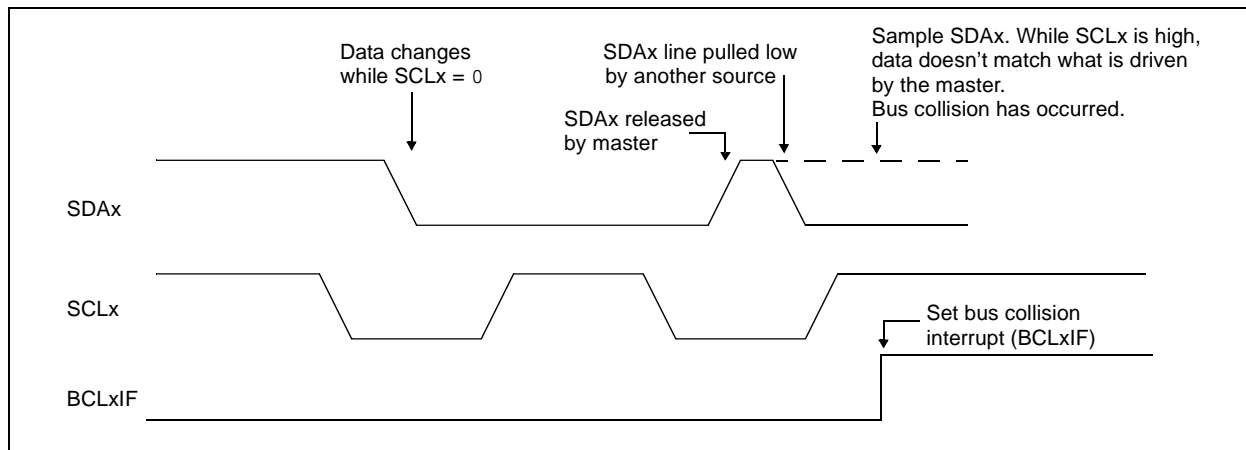 Data changes
while SCLx = 0
SDAx line pulled low
by another source
Sample SDAx. While SCLx is high,
data doesn't match what is driven
by the master.
Bus collision has occurred.
SDAx released
by master
SDAx
SCLx
Set bus collision
interrupt (BCLxIF)
BCLxIF